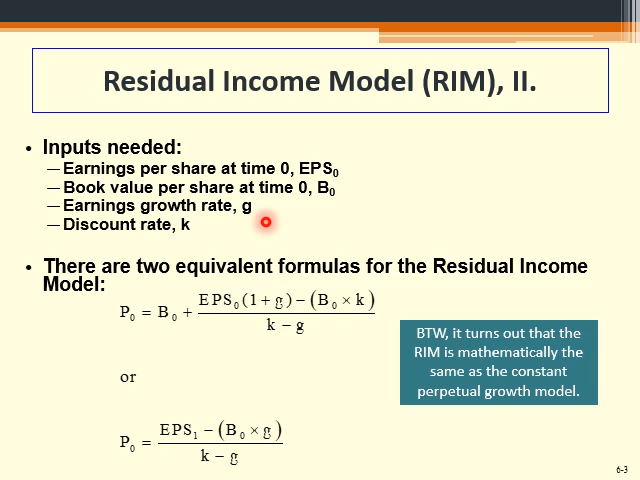 Residual Income Model (RIM), II.
• Inputs needed:
— Earnings per share at time 0, EPS₀
— Book value per share at time 0, B₀
— Earnings growth rate, g
— Discount rate, k
• There are two equivalent formulas for the Residual Income
Model:
P₀ = B₀ + (EPS₀(1+g) − (B₀ × k)) / (k − g)
BTW, it turns out that the
RIM is mathematically the
same as the constant
perpetual growth model.
or
P₀ = (EPS₁ − (B₀ × g)) / (k − g)
6-3